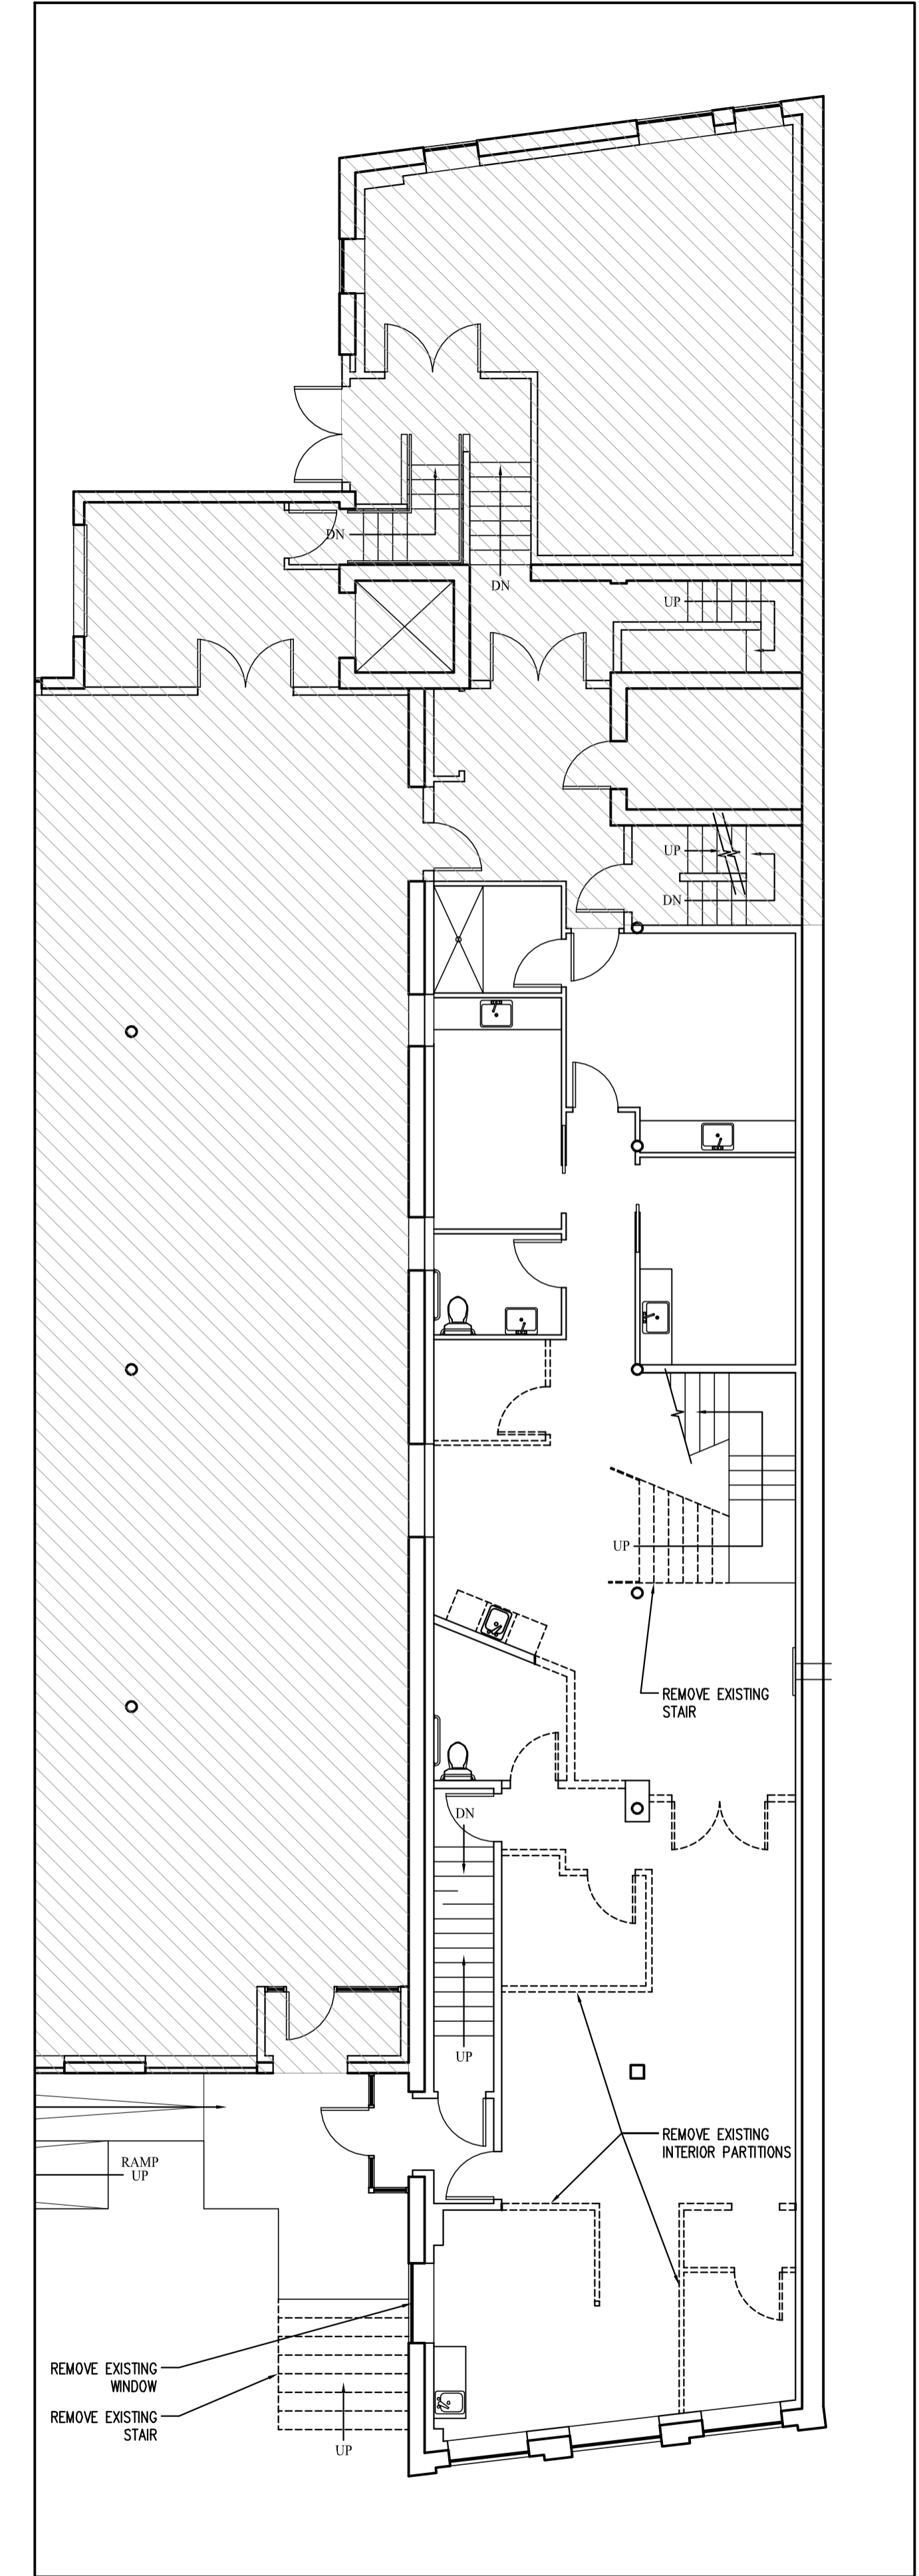 DN
DN
UP
UP
DN
UP
REMOVE EXISTING
STAIR
DN
UP
REMOVE EXISTING
INTERIOR PARTITIONS
RAMP
UP
REMOVE EXISTING
WINDOW
REMOVE EXISTING
STAIR
UP